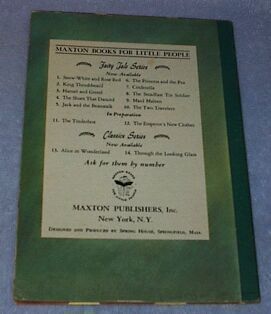 MAXTON BOOKS FOR LITTLE PEOPLE
Fairy Tale Series
Now Available
1. Snow-White and Rose Red
2. King Thrushbeard
3. Hansel and Gretel
4. The Shoes That Danced
5. Jack and the Beanstalk
6. The Princess and the Pea
7. Cinderella
8. The Steadfast Tin Soldier
9. Maid Maleen
10. The Two Travelers
In Preparation
11. The Tinderbox
12. The Emperor's New Clothes
Classics Series
Now Available
13. Alice in Wonderland
14. Through the Looking Glass
Ask for them by number
MAXTON PUBLISHERS, Inc.
New York, N.Y.
Designed and Produced by Spring House, Springfield, Mass